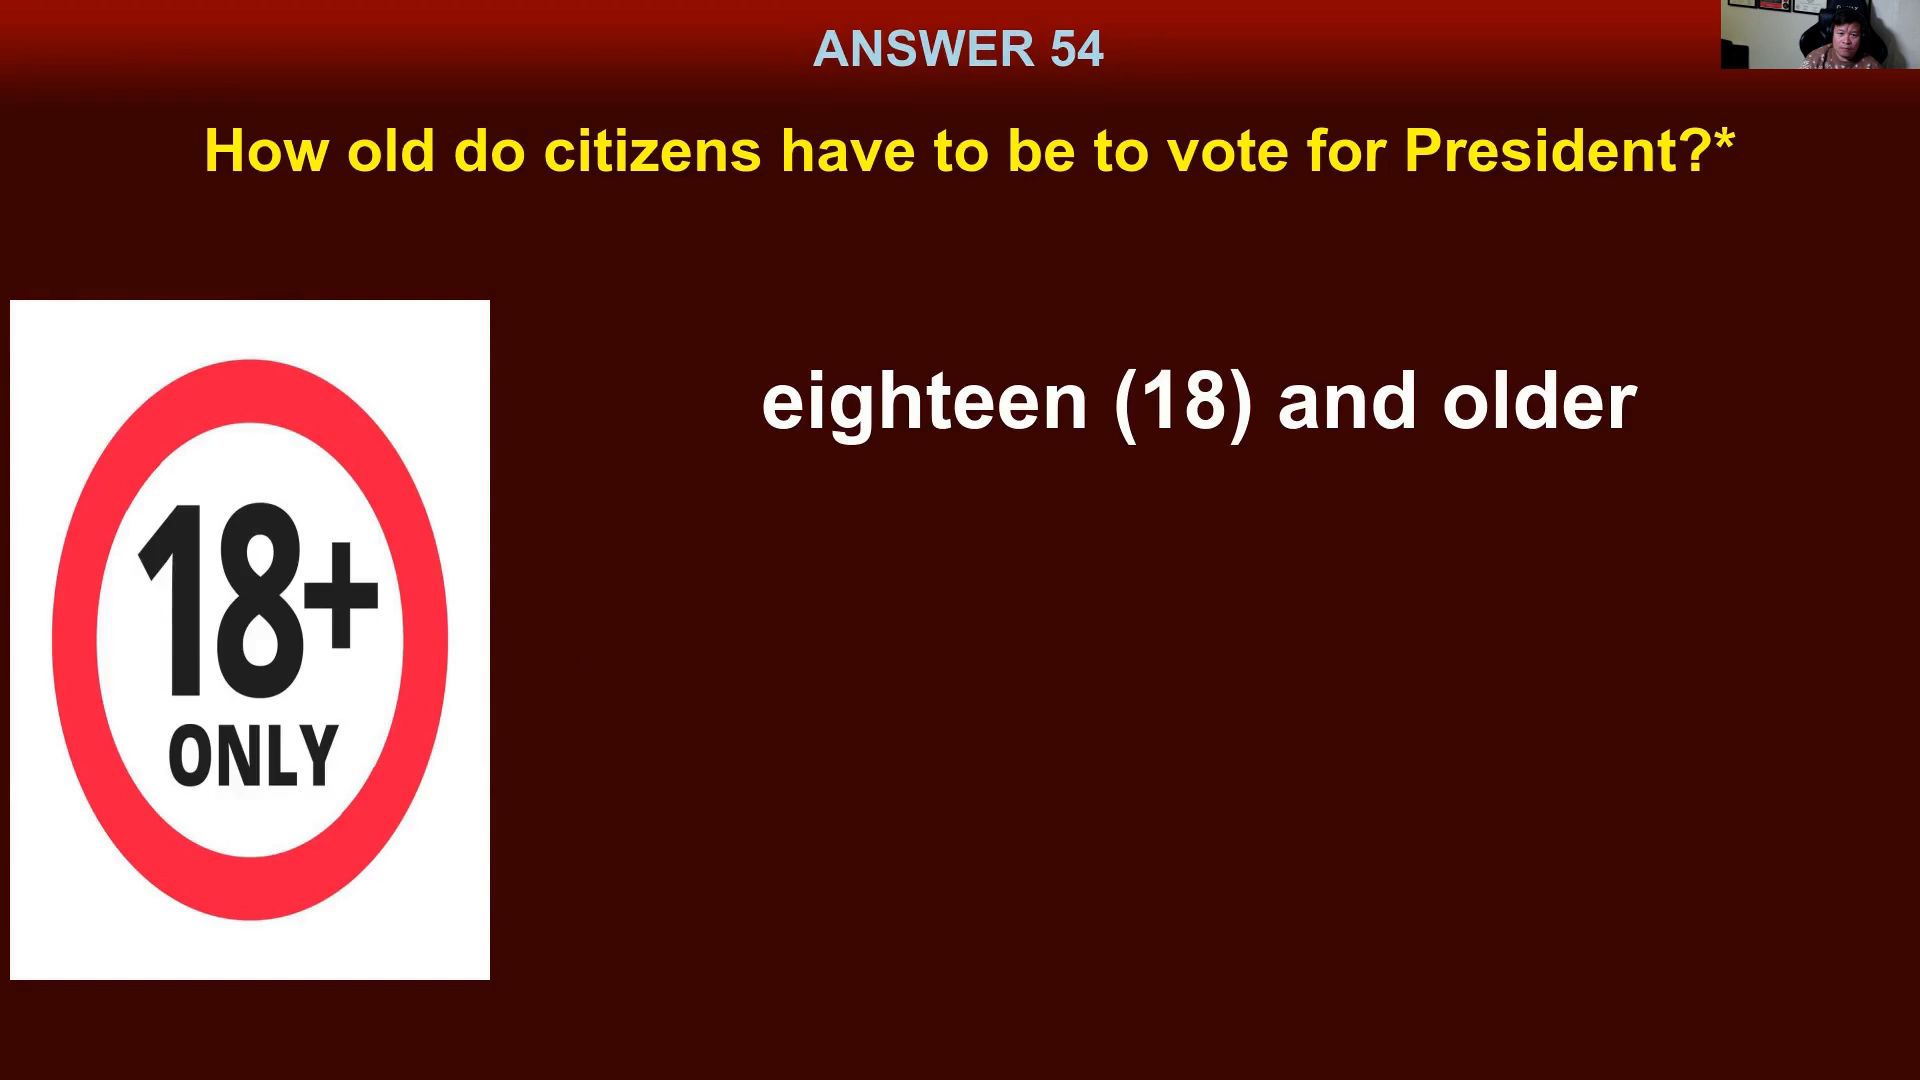 ANSWER 54
How old do citizens have to be to vote for President?*
eighteen (18) and older
18+
ONLY